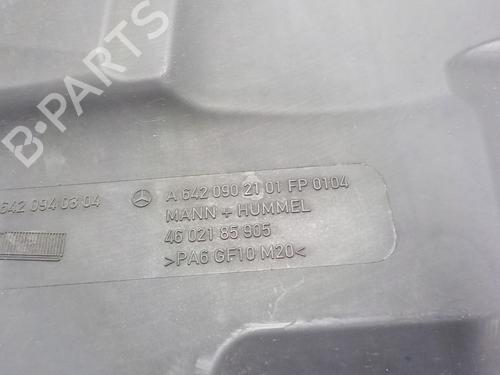 B-PARTS
642 094 03 04
A 642 090 21 01 FP 0104
MANN + HUMMEL
46 021 85 905
>PA6 GF10 M20<